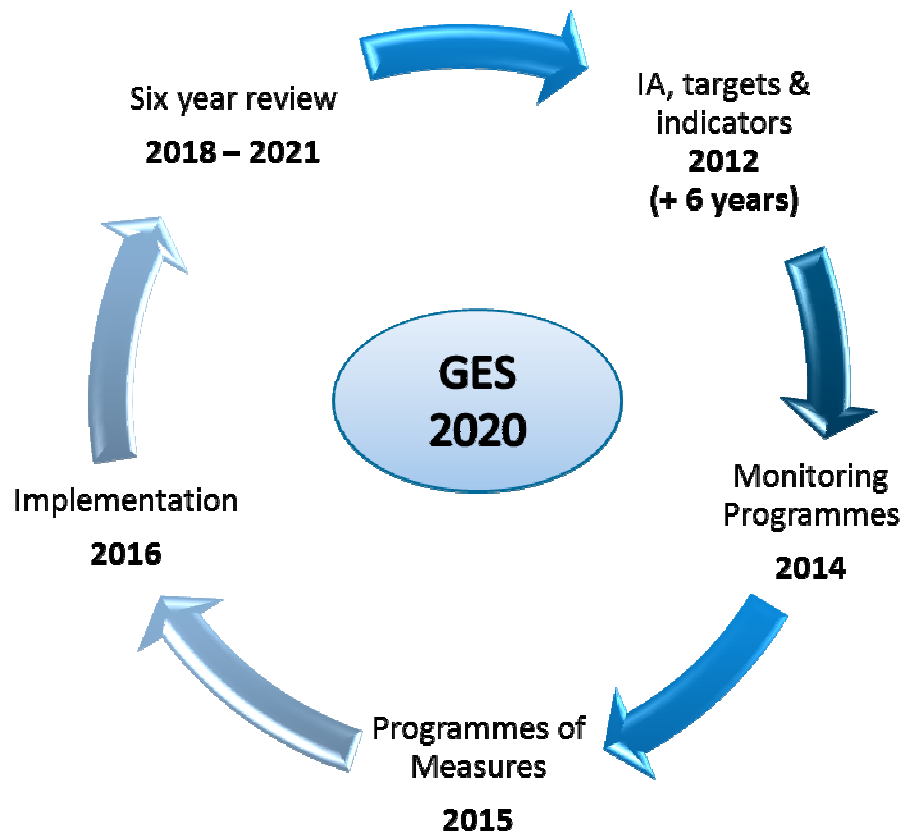 Six year review
2018 – 2021
IA, targets &
indicators
2012
(+ 6 years)
GES
2020
Monitoring
Programmes
2014
Implementation
2016
Programmes of
Measures
2015